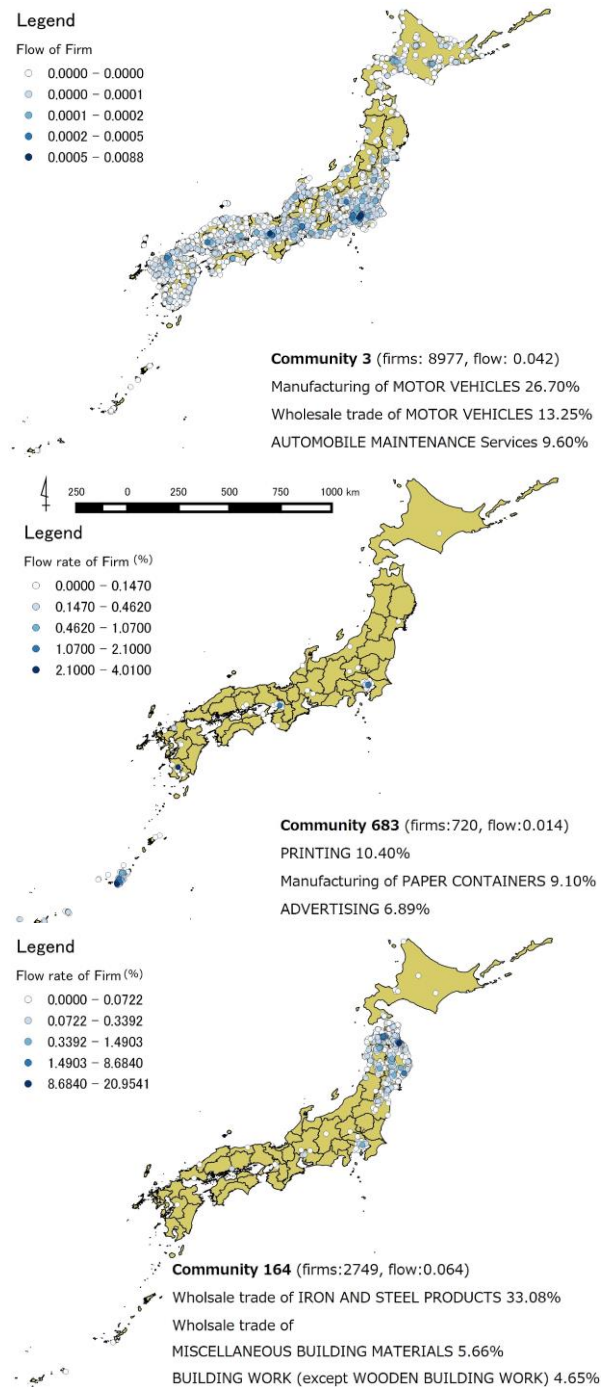 Legend
Flow of Firm
0.0000 – 0.0000
0.0000 – 0.0001
0.0001 – 0.0002
0.0002 – 0.0005
0.0005 – 0.0088
Community 3 (firms: 8977, flow: 0.042)
Manufacturing of MOTOR VEHICLES 26.70%
Wholesale trade of MOTOR VEHICLES 13.25%
AUTOMOBILE MAINTENANCE Services 9.60%
250 0 250 500 750 1000 km
Legend
Flow rate of Firm (%)
0.0000 – 0.1470
0.1470 – 0.4620
0.4620 – 1.0700
1.0700 – 2.1000
2.1000 – 4.0100
Community 683 (firms:720, flow:0.014)
PRINTING 10.40%
Manufacturing of PAPER CONTAINERS 9.10%
ADVERTISING 6.89%
Legend
Flow rate of Firm (%)
0.0000 – 0.0722
0.0722 – 0.3392
0.3392 – 1.4903
1.4903 – 8.6840
8.6840 – 20.9541
Community 164 (firms:2749, flow:0.064)
Wholsale trade of IRON AND STEEL PRODUCTS 33.08%
Wholsale trade of
MISCELLANEOUS BUILDING MATERIALS 5.66%
BUILDING WORK (except WOODEN BUILDING WORK) 4.65%